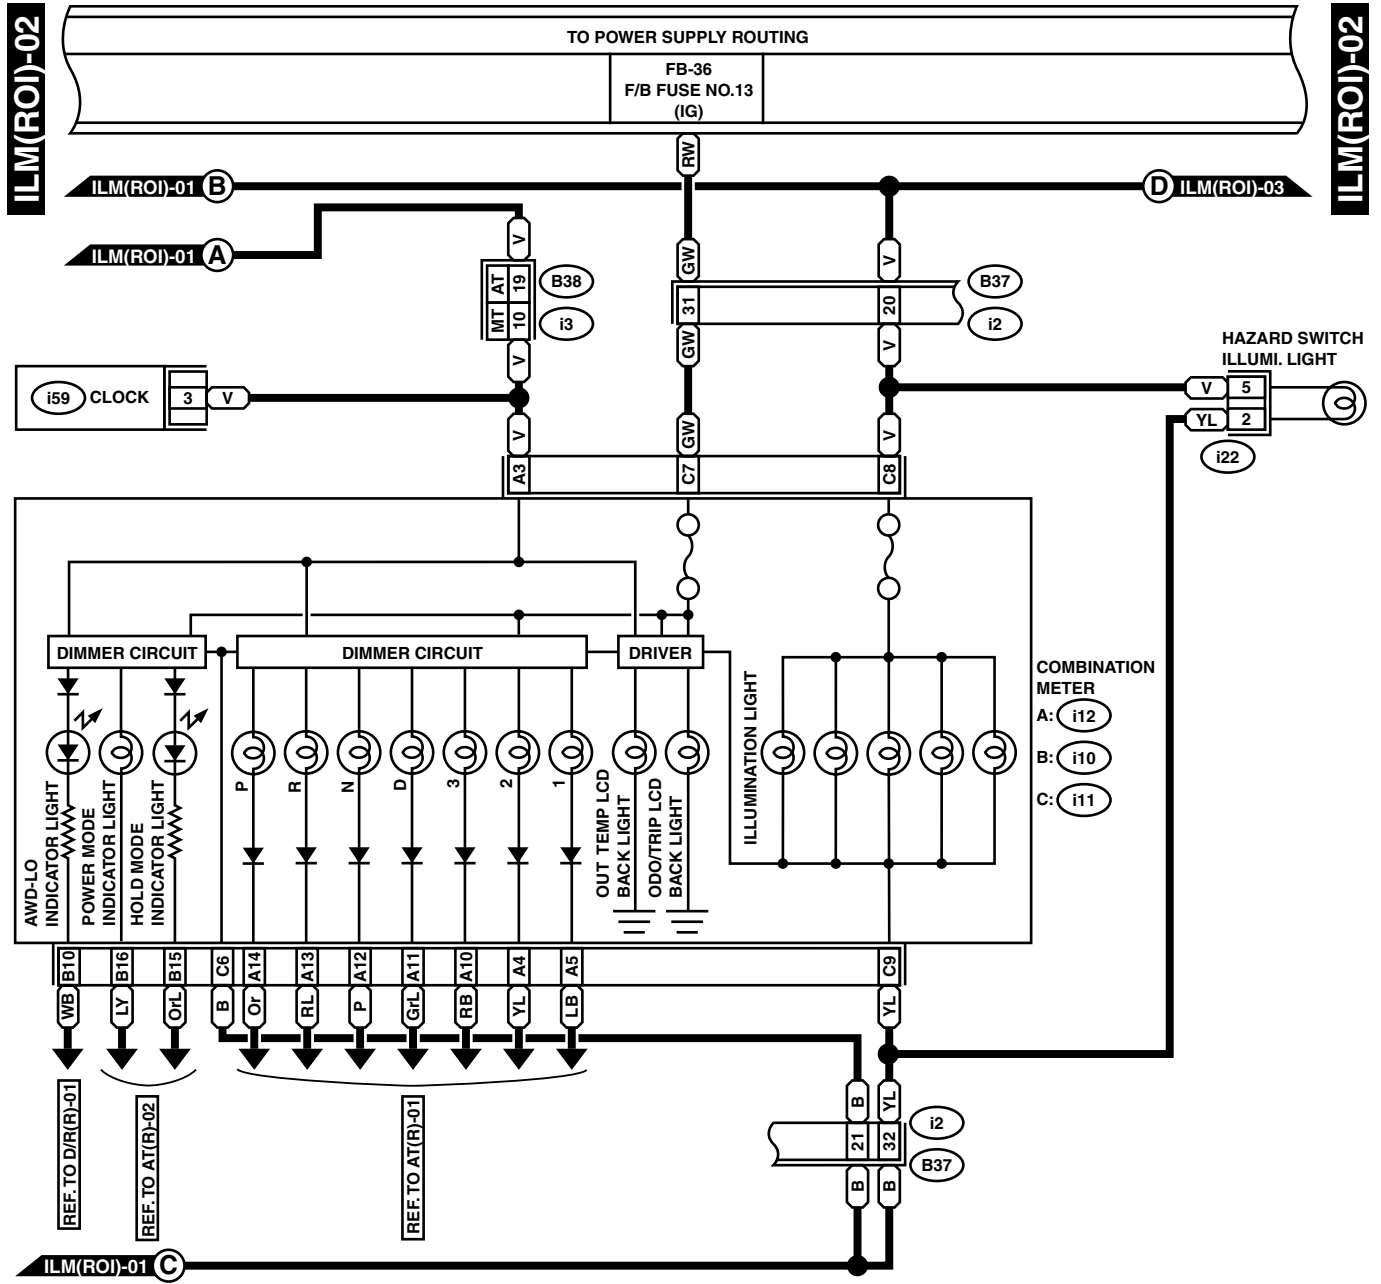 ILM(ROI)-02
ILM(ROI)-02
TO POWER SUPPLY ROUTING
FB-36
F/B FUSE NO.13
(IG)
RW
ILM(ROI)-01 B
D ILM(ROI)-03
ILM(ROI)-01 A
V
GW
V
AT 19
B38
MT 10
i3
31
20
B37
i2
V
GW
V
HAZARD SWITCH
ILLUMI. LIGHT
i59 CLOCK
3
V
V
5
YL
2
i22
V
GW
V
A3
C7
C8
DIMMER CIRCUIT
DIMMER CIRCUIT
DRIVER
COMBINATION
METER
A: i12
B: i10
C: i11
AWD-LO
INDICATOR LIGHT
POWER MODE
INDICATOR LIGHT
HOLD MODE
INDICATOR LIGHT
P
R
N
D
3
2
1
OUT TEMP LCD
BACK LIGHT
ODO/TRIP LCD
BACK LIGHT
ILLUMINATION LIGHT
B10
B16
B15
C6
A14
A13
A12
A11
A10
A4
A5
C9
WB
LY
OrL
B
Or
RL
P
GrL
RB
YL
LB
YL
REF. TO D/R(R)-01
REF. TO AT(R)-02
REF. TO AT(R)-01
B
YL
21
32
i2
B37
B
B
ILM(ROI)-01 C